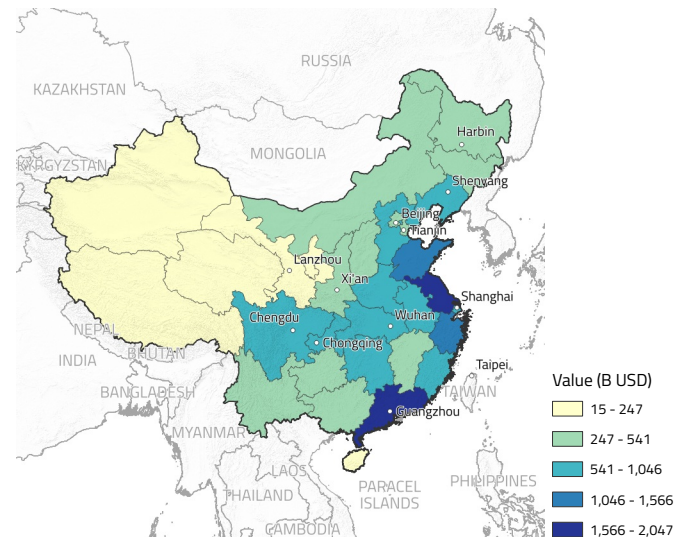 RUSSIA
KAZAKHSTAN
Harbin
MONGOLIA
KYRGYZSTAN
Shenyang
Beijing
Tianjin
Lanzhou
Xi'an
Shanghai
Chengdu
Wuhan
NEPAL
Chongqing
BHUTAN
INDIA
Taipei
BANGLADESH
TAIWAN
Guangzhou
MYANMAR
LAOS
PHILIPPINES
PARACEL
ISLANDS
THAILAND
CAMBODIA
Value (B USD)
15 - 247
247 - 541
541 - 1,046
1,046 - 1,566
1,566 - 2,047